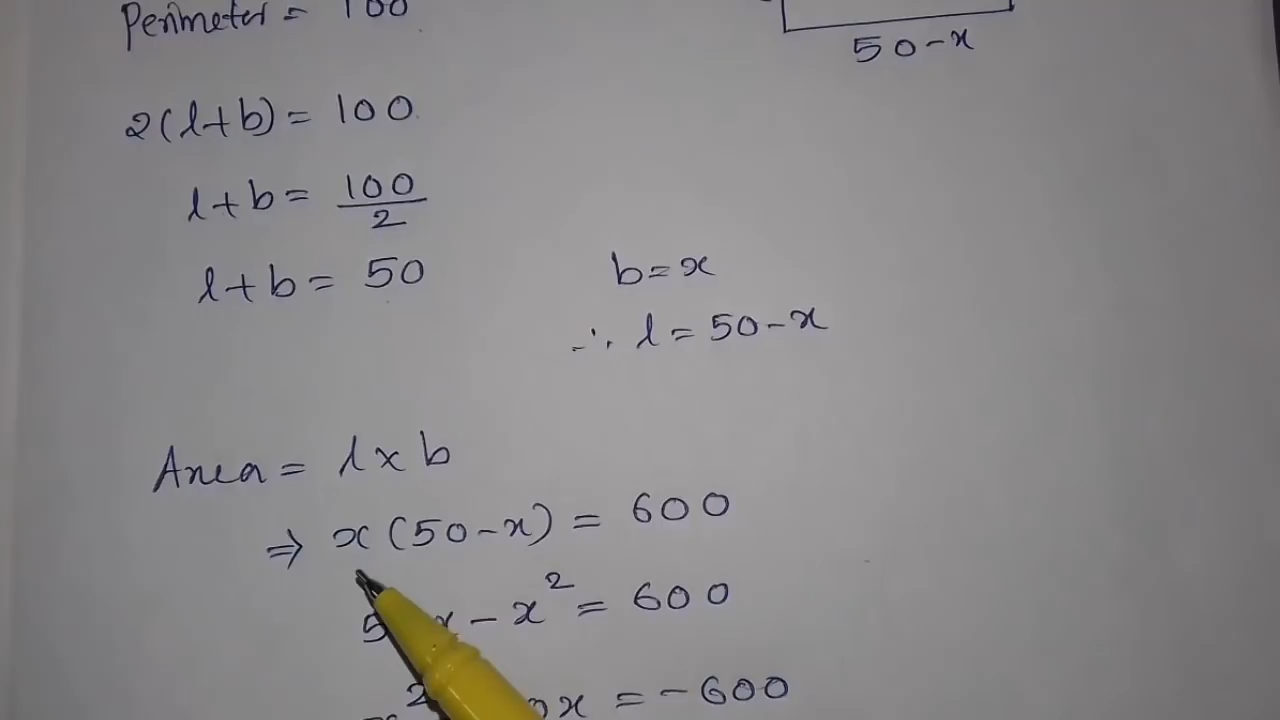 Perimeter = 100
50-x
2(l+b) = 100
l+b = 100/2
l+b = 50
b=x
∴ l = 50-x
Area = l x b
⇒ x(50-x) = 600
- x² = 600
x = -600